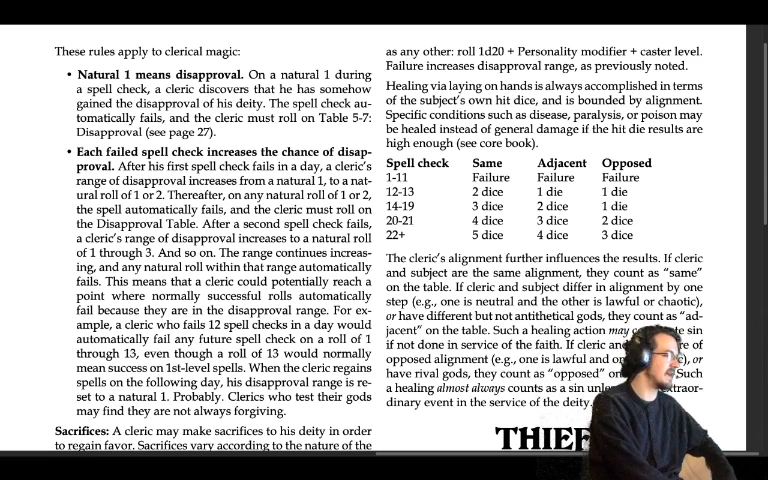 These rules apply to clerical magic:
• Natural 1 means disapproval. On a natural 1 during
a spell check, a cleric discovers that he has somehow
gained the disapproval of his deity. The spell check au-
tomatically fails, and the cleric must roll on Table 5-7:
Disapproval (see page 27).
• Each failed spell check increases the chance of disap-
proval. After his first spell check fails in a day, a cleric’s
range of disapproval increases from a natural 1, to a nat-
ural roll of 1 or 2. Thereafter, on any natural roll of 1 or 2,
the spell automatically fails, and the cleric must roll on
the Disapproval Table. After a second spell check fails,
a cleric’s range of disapproval increases to a natural roll
of 1 through 3. And so on. The range continues increas-
ing, and any natural roll within that range automatically
fails. This means that a cleric could potentially reach a
point where normally successful rolls automatically
fail because they are in the disapproval range. For ex-
ample, a cleric who fails 12 spell checks in a day would
automatically fail any future spell check on a roll of 1
through 13, even though a roll of 13 would normally
mean success on 1st-level spells. When the cleric regains
spells on the following day, his disapproval range is re-
set to a natural 1. Probably. Clerics who test their gods
may find they are not always forgiving.
Sacrifices: A cleric may make sacrifices to his deity in order
to regain favor. Sacrifices vary according to the nature of the
as any other: roll 1d20 + Personality modifier + caster level.
Failure increases disapproval range, as previously noted.
Healing via laying on hands is always accomplished in terms
of the subject’s own hit dice, and is bounded by alignment.
Specific conditions such as disease, paralysis, or poison may
be healed instead of general damage if the hit die results are
high enough (see core book).
Spell check Same Adjacent Opposed
1-11 Failure Failure Failure
12-13 2 dice 1 die 1 die
14-19 3 dice 2 dice 1 die
20-21 4 dice 3 dice 2 dice
22+ 5 dice 4 dice 3 dice
The cleric’s alignment further influences the results. If cleric
and subject are the same alignment, they count as “same”
on the table. If cleric and subject differ in alignment by one
step (e.g., one is neutral and the other is lawful or chaotic),
or have different but not antithetical gods, they count as “ad-
jacent” on the table. Such a healing action may sin
if not done in service of the faith. If cleric and re of
opposed alignment (e.g., one is lawful and or
have rival gods, they count as “opposed” on Such
a healing almost always counts as a sin unless
dinary event in the service of the deity.